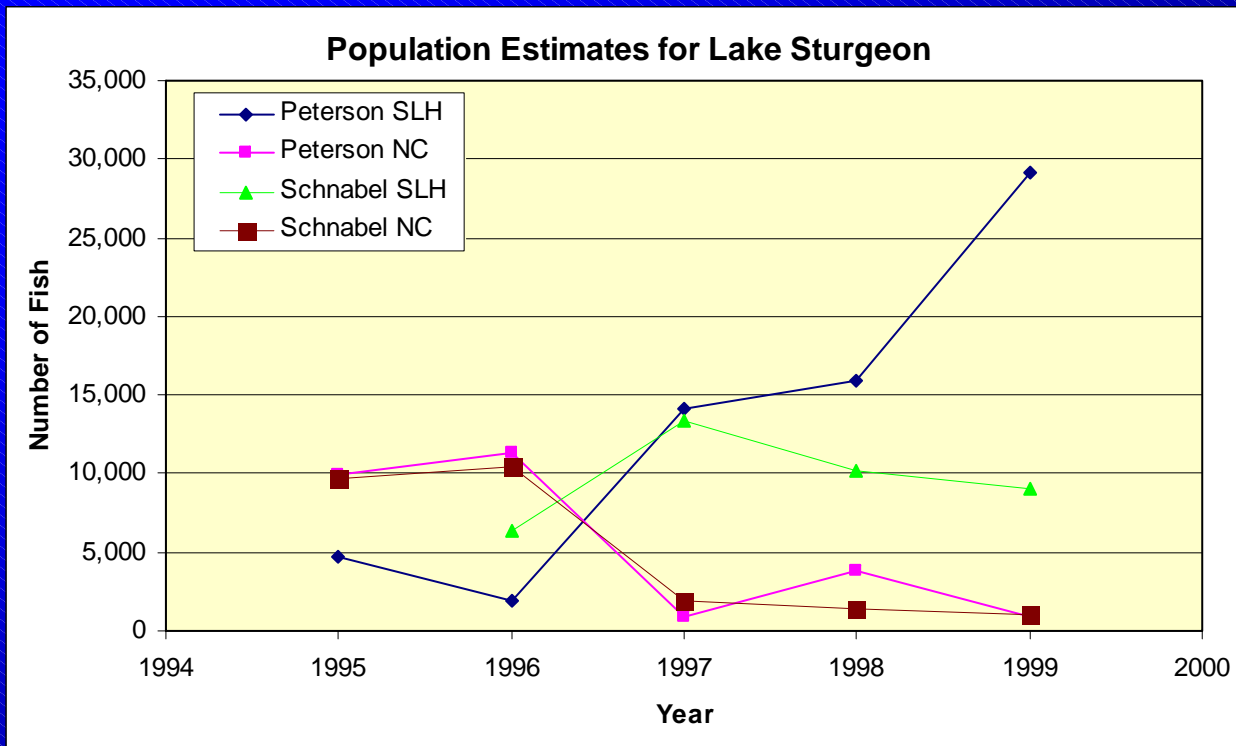 Population Estimates for Lake Sturgeon
35,000
30,000
25,000
20,000
15,000
10,000
5,000
0
Number of Fish
Peterson SLH
Peterson NC
Schnabel SLH
Schnabel NC
1994 1995 1996 1997 1998 1999 2000
Year